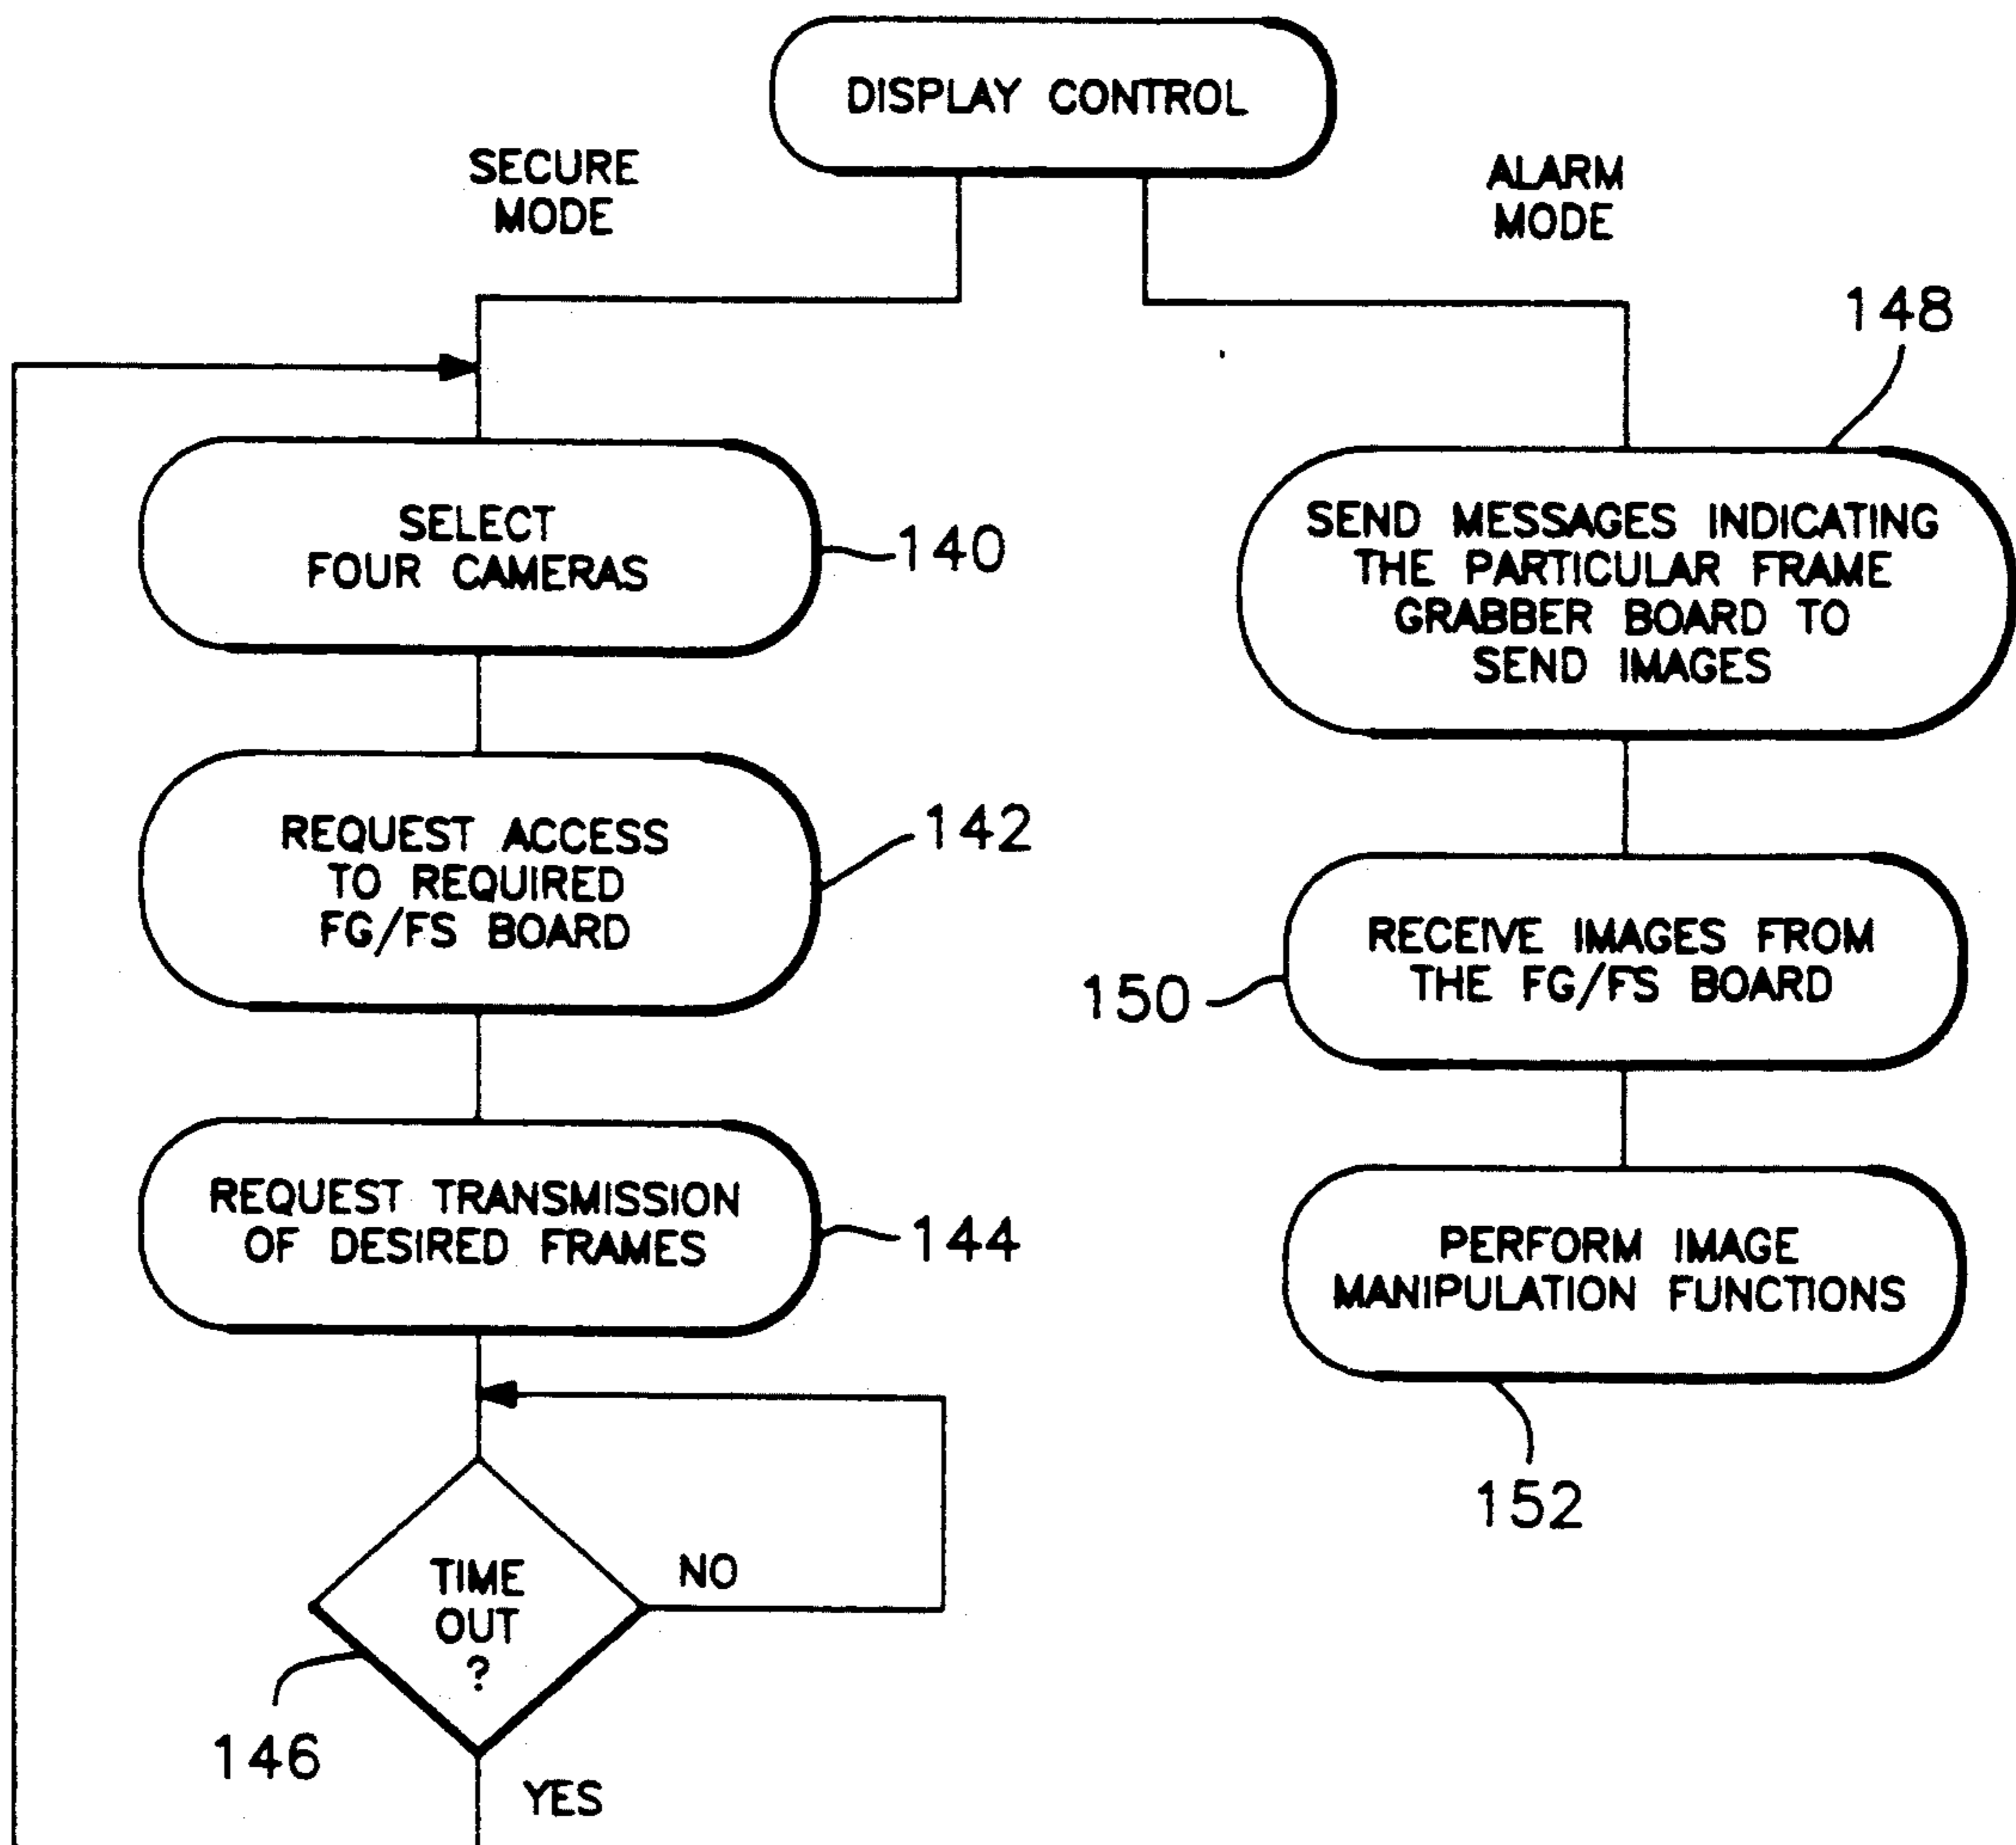 DISPLAY CONTROL
SECURE
MODE
ALARM
MODE
148
SELECT
FOUR CAMERAS
140
SEND MESSAGES INDICATING
THE PARTICULAR FRAME
GRABBER BOARD TO
SEND IMAGES
REQUEST ACCESS
TO REQUIRED
FG/FS BOARD
142
RECEIVE IMAGES FROM
THE FG/FS BOARD
150
REQUEST TRANSMISSION
OF DESIRED FRAMES
144
PERFORM IMAGE
MANIPULATION FUNCTIONS
152
TIME
OUT
?
NO
146
YES